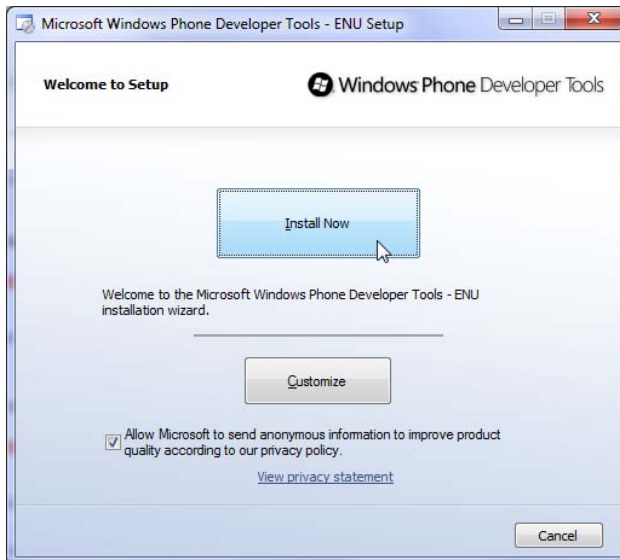 Microsoft Windows Phone Developer Tools - ENU Setup
Welcome to Setup
Windows Phone Developer Tools
Install Now
Welcome to the Microsoft Windows Phone Developer Tools - ENU
installation wizard.
Customize
Allow Microsoft to send anonymous information to improve product
quality according to our privacy policy.
View privacy statement
Cancel